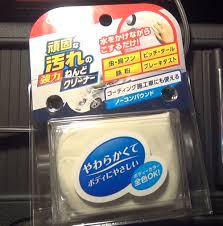 頑固な
汚れの
強力ねんど
クリーナー
水をかけながら
こするだけ!
虫・鳥フン
ピッチ・タール
鉄粉
ブレーキダスト
コーティング施工車にも使える
ノーコンパウンド
やわらかくて
ボディにやさしい
ボディ・カラー
全色OK!